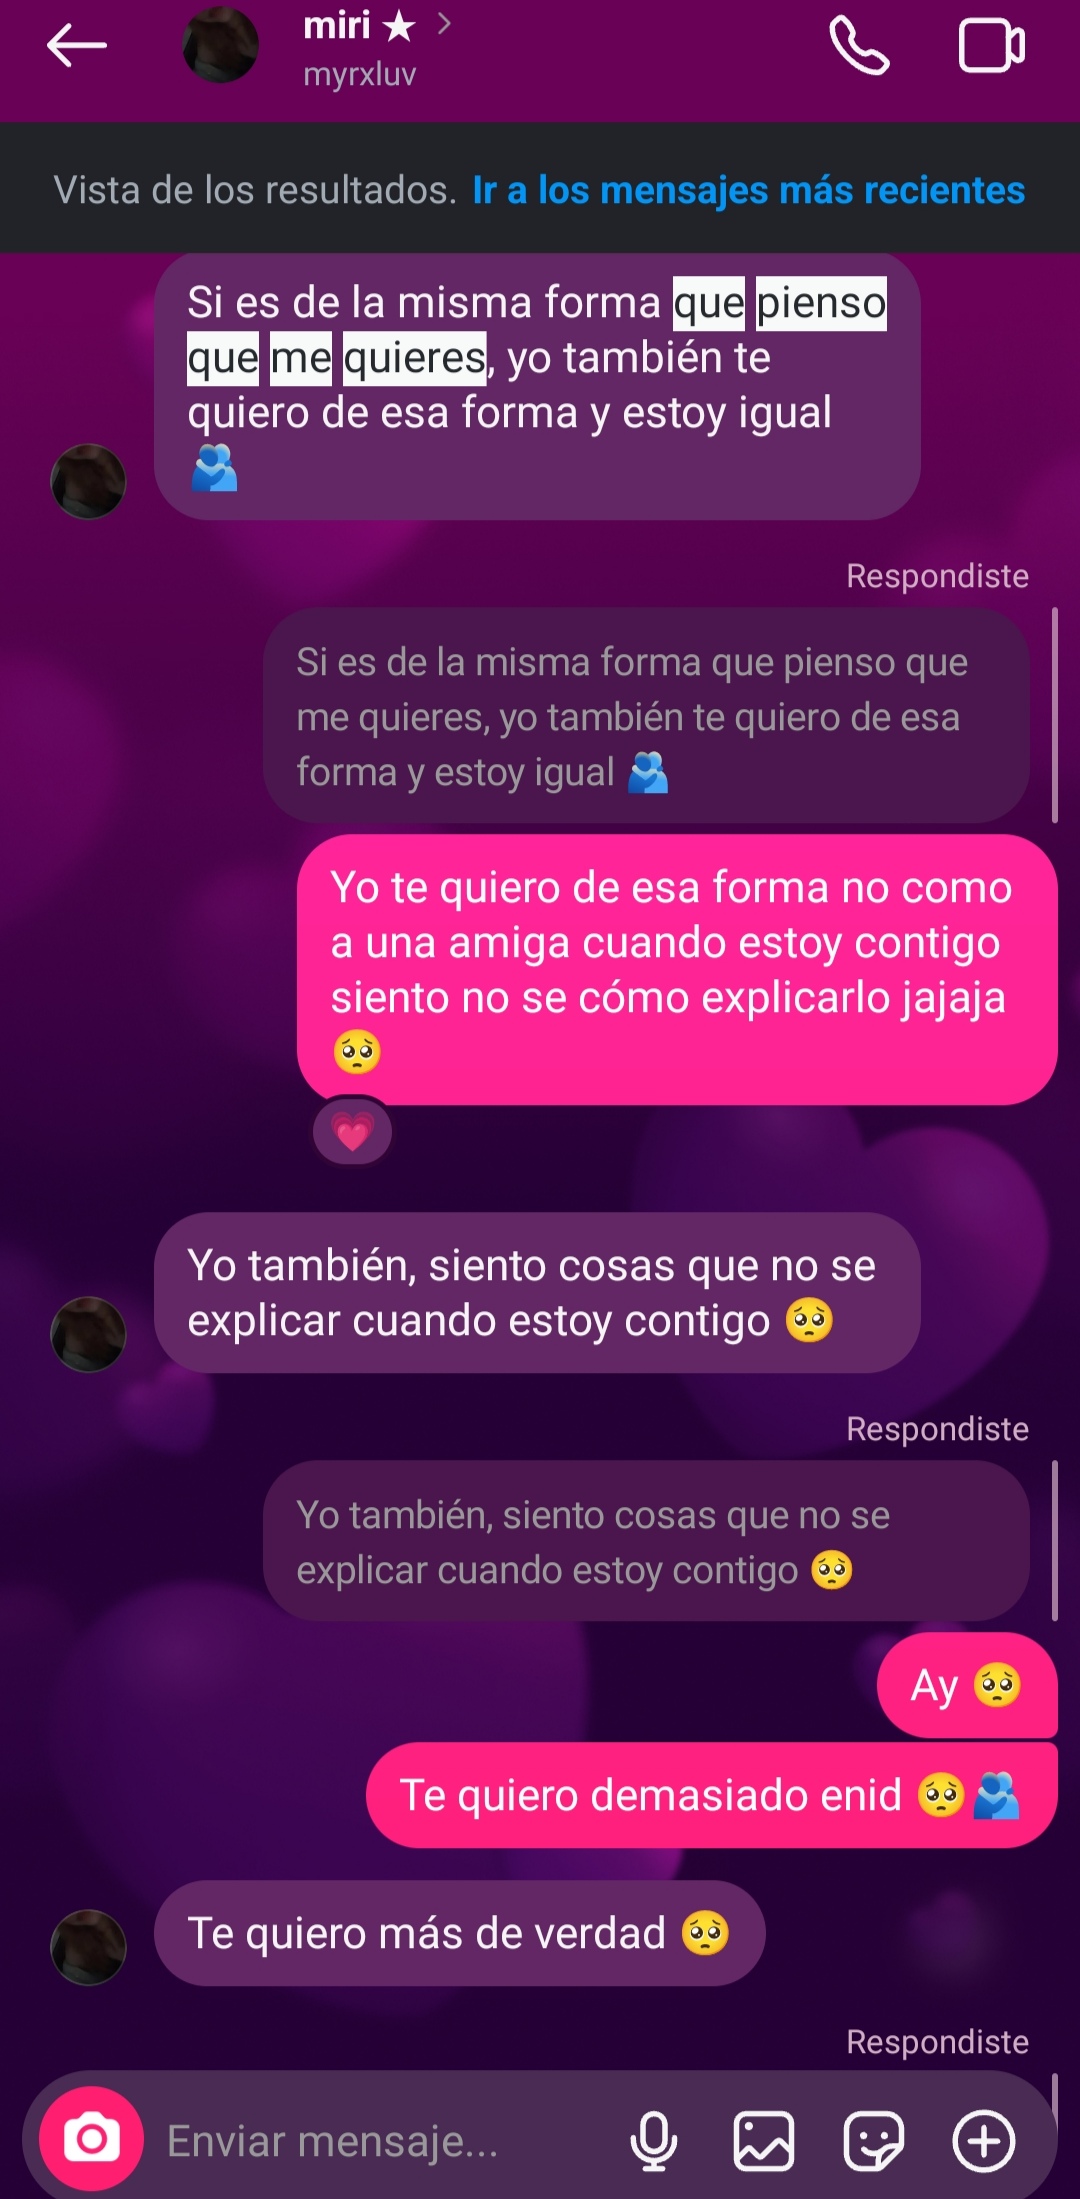 miri ★ >
myrxluv
Vista de los resultados. Ir a los mensajes más recientes
Si es de la misma forma que pienso
que me quieres, yo también te
quiero de esa forma y estoy igual
🫂
Respondiste
Si es de la misma forma que pienso que
me quieres, yo también te quiero de esa
forma y estoy igual 🫂
Yo te quiero de esa forma no como
a una amiga cuando estoy contigo
siento no se cómo explicarlo jajaja
🥺
💗
Yo también, siento cosas que no se
explicar cuando estoy contigo 🥺
Respondiste
Yo también, siento cosas que no se
explicar cuando estoy contigo 🥺
Ay 🥺
Te quiero demasiado enid 🥺🫂
Te quiero más de verdad 🥺
Respondiste
Enviar mensaje...